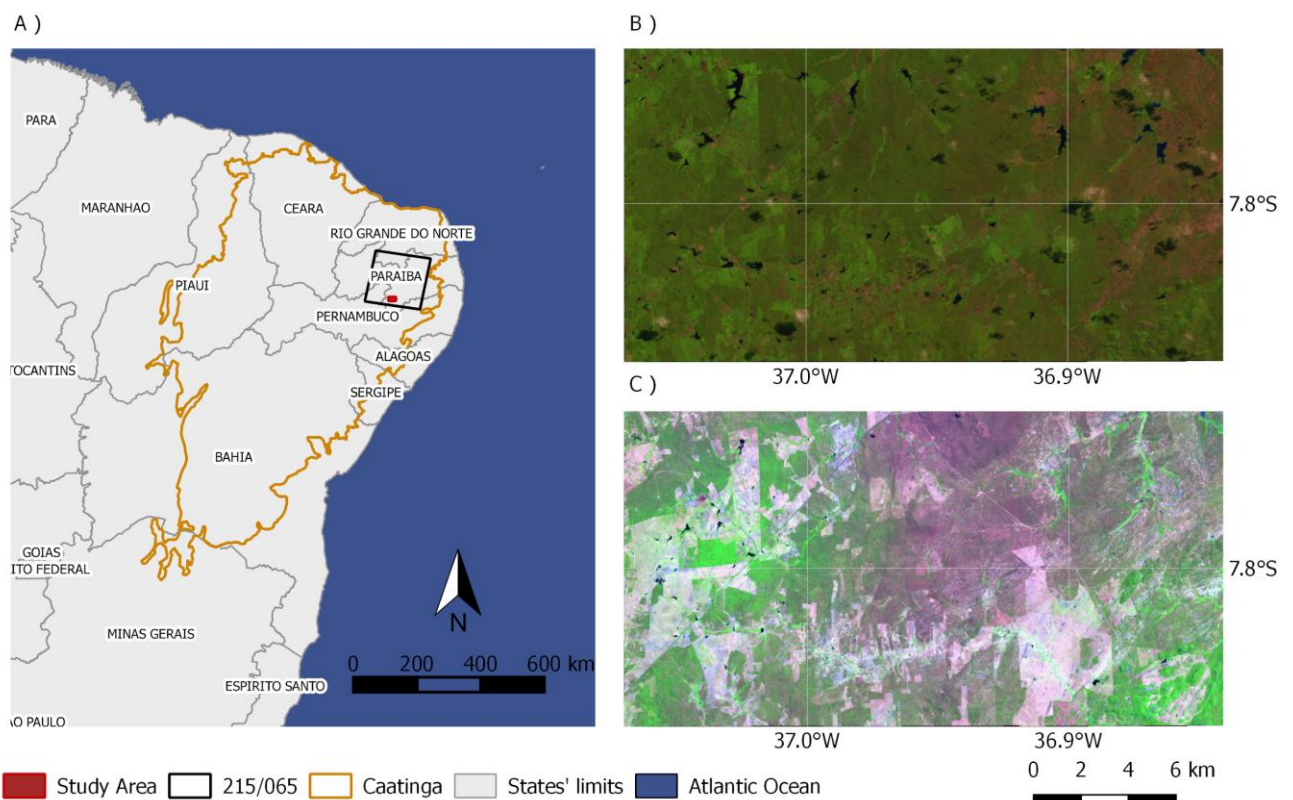 A )
PARA
MARANHAO
CEARA
RIO GRANDE DO NORTE
PARAIBA
PIAUI
PERNAMBUCO
ALAGOAS
TOCANTINS
SERGIPE
BAHIA
GOIAS
ITO FEDERAL
MINAS GERAIS
ESPIRITO SANTO
AO PAULO
N
0 200 400 600 km
B )
7.8°S
37.0°W 36.9°W
C )
7.8°S
37.0°W 36.9°W
Study Area 215/065 Caatinga States' limits Atlantic Ocean
0 2 4 6 km